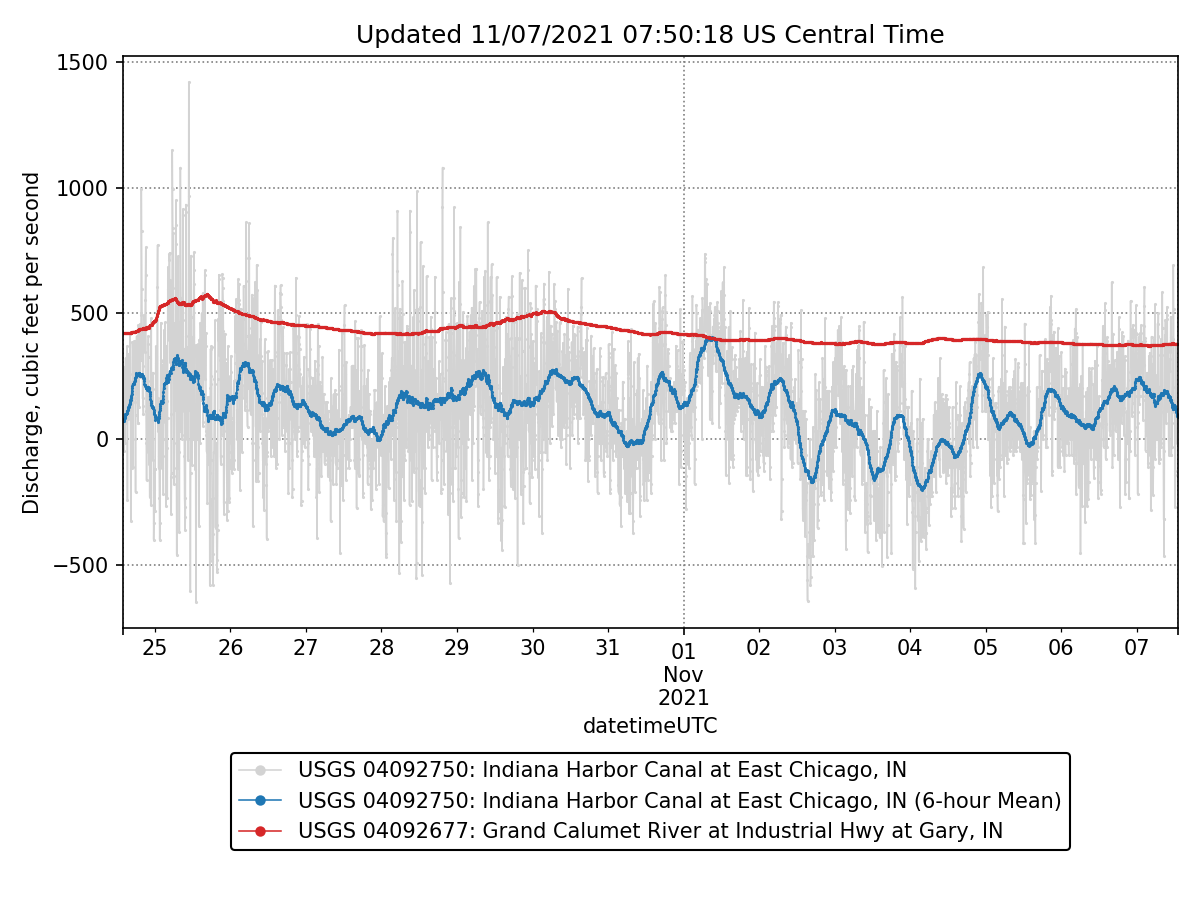 Updated 11/07/2021 07:50:18 US Central Time
Discharge, cubic feet per second
1500
1000
500
0
−500
25 26 27 28 29 30 31 01 02 03 04 05 06 07
Nov
2021
datetimeUTC
USGS 04092750: Indiana Harbor Canal at East Chicago, IN
USGS 04092750: Indiana Harbor Canal at East Chicago, IN (6-hour Mean)
USGS 04092677: Grand Calumet River at Industrial Hwy at Gary, IN